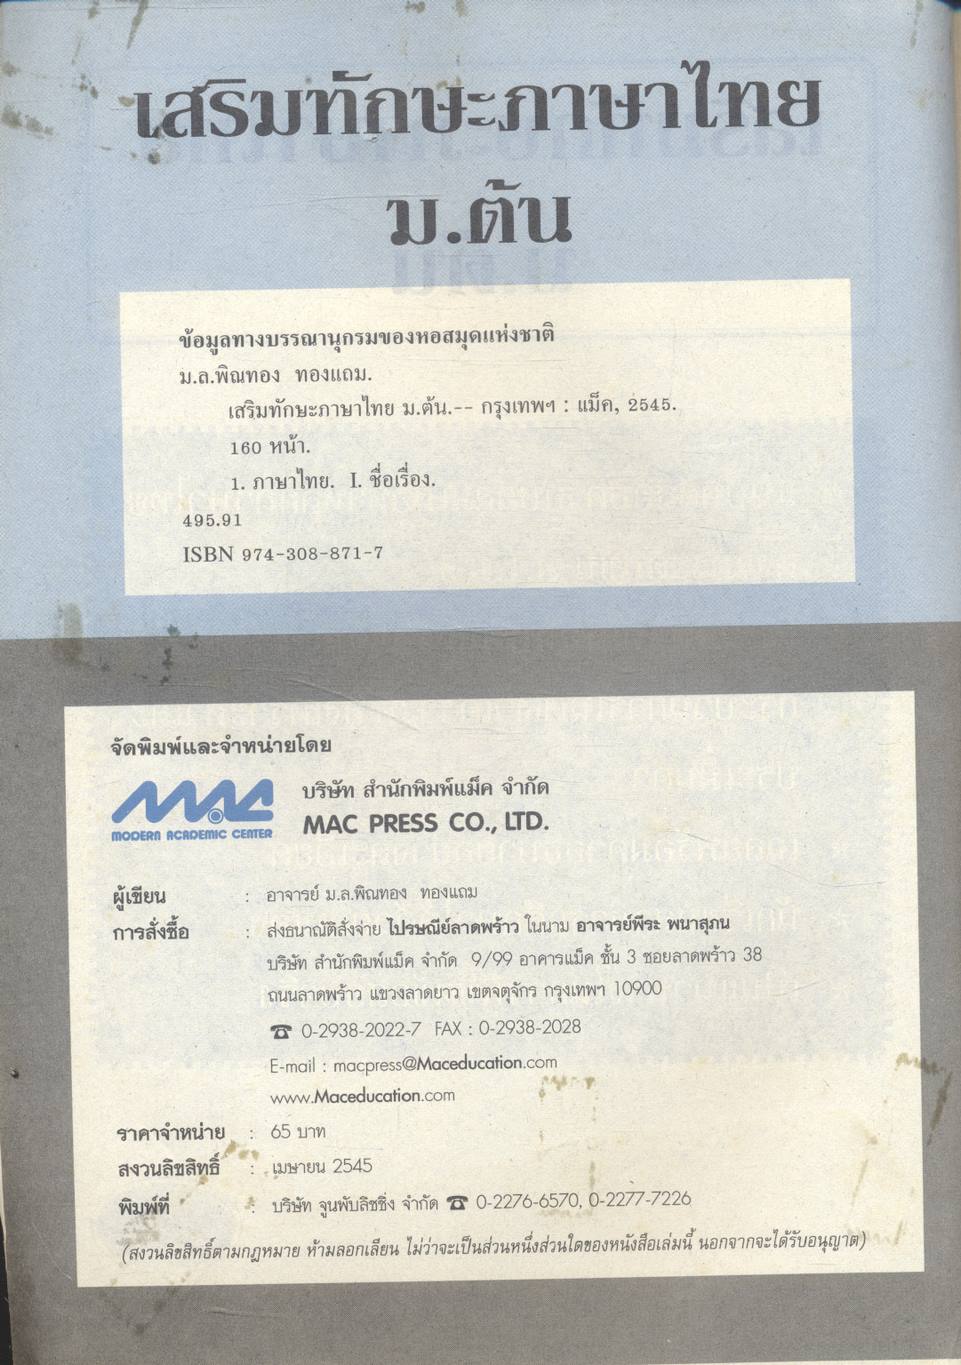 เสริมทักษะภาษาไทย
ม.ต้น
ข้อมูลทางบรรณานุกรมของหอสมุดแห่งชาติ
ม.ล.พิณทอง ทองแถม.
เสริมทักษะภาษาไทย ม.ต้น.-- กรุงเทพฯ : แม็ค, 2545.
160 หน้า.
1. ภาษาไทย. I. ชื่อเรื่อง.
495.91
ISBN 974-308-871-7
จัดพิมพ์และจำหน่ายโดย
MAC
MODERN ACADEMIC CENTER
บริษัท สำนักพิมพ์แม็ค จำกัด
MAC PRESS CO., LTD.
ผู้เขียน : อาจารย์ ม.ล.พิณทอง ทองแถม
การสั่งซื้อ : ส่งธนาณัติสั่งจ่าย ไปรษณีย์ลาดพร้าว ในนาม อาจารย์พีระ พนาสุภน
บริษัท สำนักพิมพ์แม็ค จำกัด 9/99 อาคารแม็ค ชั้น 3 ซอยลาดพร้าว 38
ถนนลาดพร้าว แขวงลาดยาว เขตจตุจักร กรุงเทพฯ 10900
☎ 0-2938-2022-7 FAX : 0-2938-2028
E-mail : macpress@Maceducation.com
www.Maceducation.com
ราคาจำหน่าย : 65 บาท
สงวนลิขสิทธิ์ : เมษายน 2545
พิมพ์ที่ : บริษัท จูนพับลิชชิ่ง จำกัด ☎ 0-2276-6570, 0-2277-7226
(สงวนลิขสิทธิ์ตามกฎหมาย ห้ามลอกเลียน ไม่ว่าจะเป็นส่วนหนึ่งส่วนใดของหนังสือเล่มนี้ นอกจากจะได้รับอนุญาต)